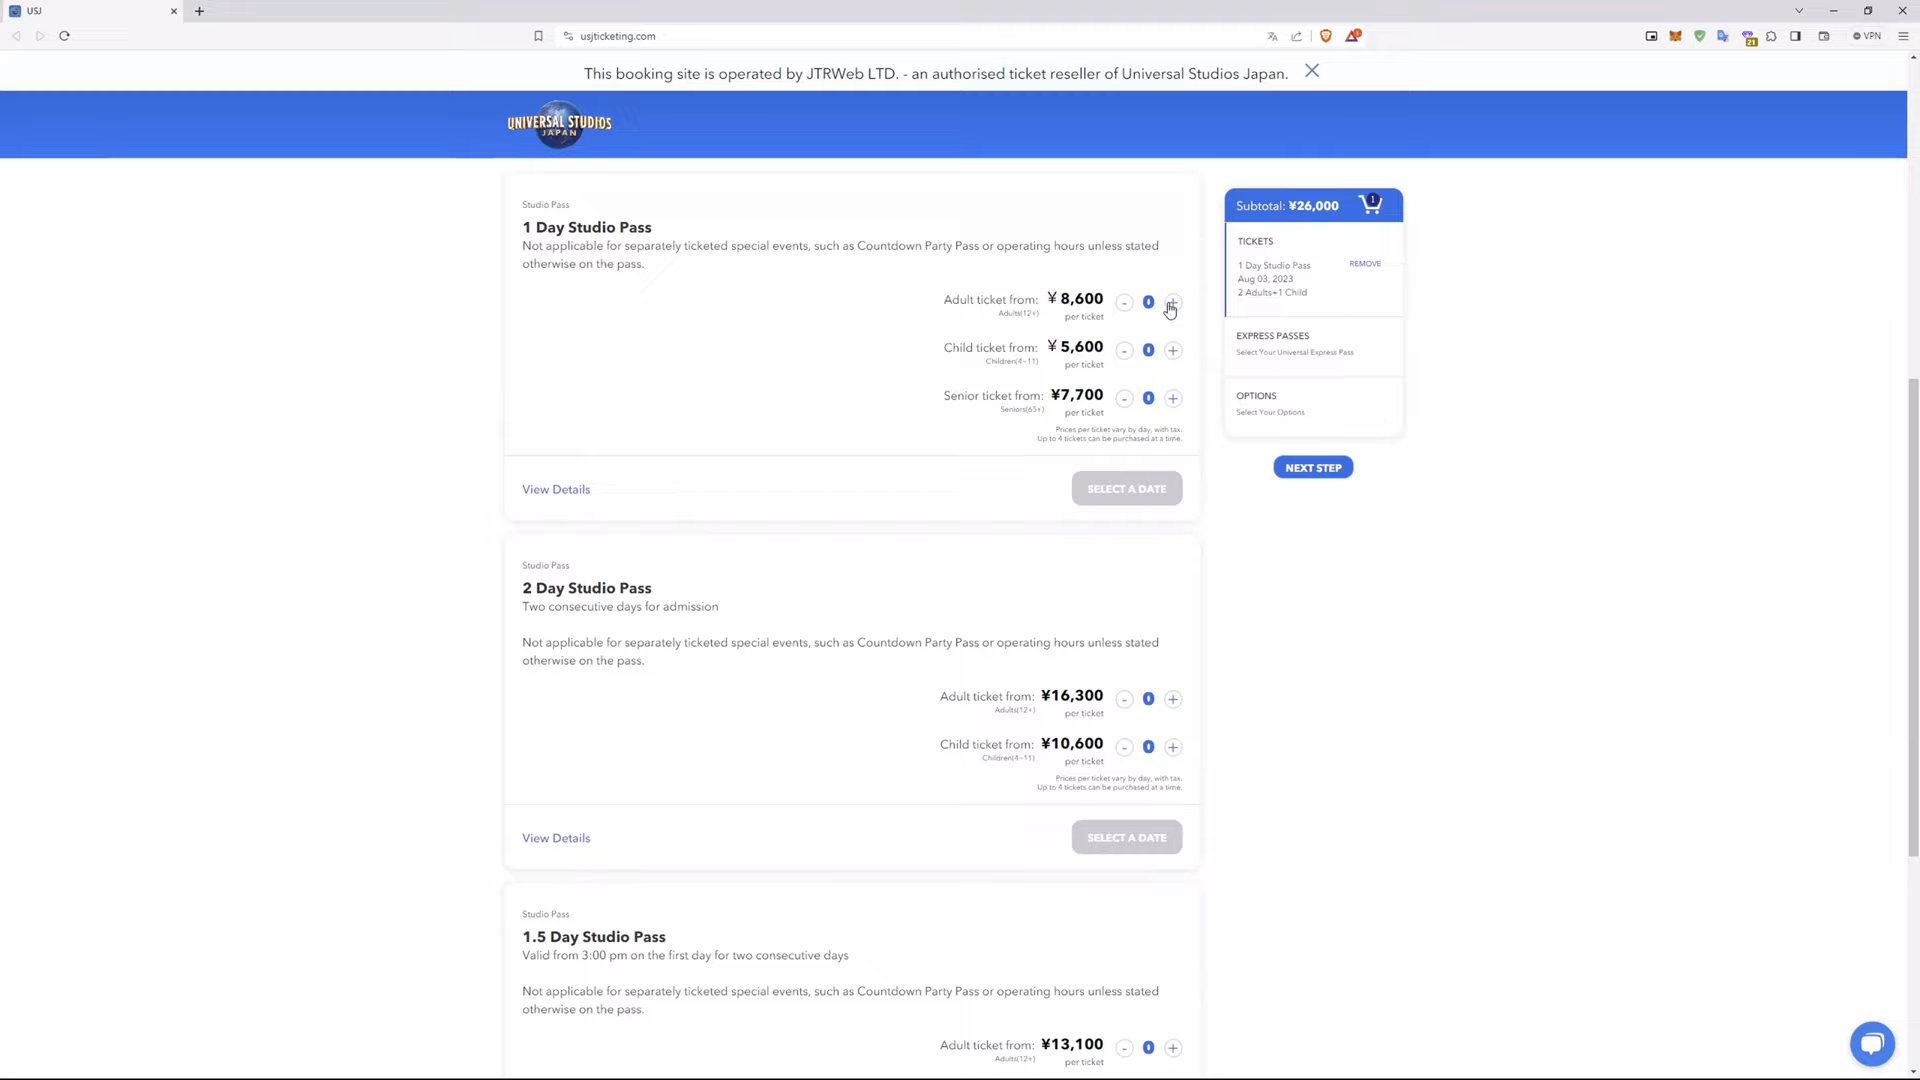 USJ
usjticketing.com
21
VPN
This booking site is operated by JTRWeb LTD. - an authorised ticket reseller of Universal Studios Japan.
UNIVERSAL STUDIOS
JAPAN
Studio Pass
1 Day Studio Pass
Not applicable for separately ticketed special events, such as Countdown Party Pass or operating hours unless stated
otherwise on the pass.
Adult ticket from: ¥ 8,600 - 0 +
Adults(12+) per ticket
Child ticket from: ¥ 5,600 - 0 +
Children(4~11) per ticket
Senior ticket from: ¥7,700 - 0 +
Seniors(65+) per ticket
Prices per ticket vary by day, with tax.
Up to 4 tickets can be purchased at a time.
View Details SELECT A DATE
Studio Pass
2 Day Studio Pass
Two consecutive days for admission
Not applicable for separately ticketed special events, such as Countdown Party Pass or operating hours unless stated
otherwise on the pass.
Adult ticket from: ¥16,300 - 0 +
Adults(12+) per ticket
Child ticket from: ¥10,600 - 0 +
Children(4~11) per ticket
Prices per ticket vary by day, with tax.
Up to 4 tickets can be purchased at a time.
View Details SELECT A DATE
Studio Pass
1.5 Day Studio Pass
Valid from 3:00 pm on the first day for two consecutive days
Not applicable for separately ticketed special events, such as Countdown Party Pass or operating hours unless stated
otherwise on the pass.
Adult ticket from: ¥13,100 - 0 +
Adults(12+) per ticket
Subtotal: ¥26,000 1
TICKETS
1 Day Studio Pass REMOVE
Aug 03, 2023
2 Adults+1 Child
EXPRESS PASSES
Select Your Universal Express Pass
OPTIONS
Select Your Options
NEXT STEP